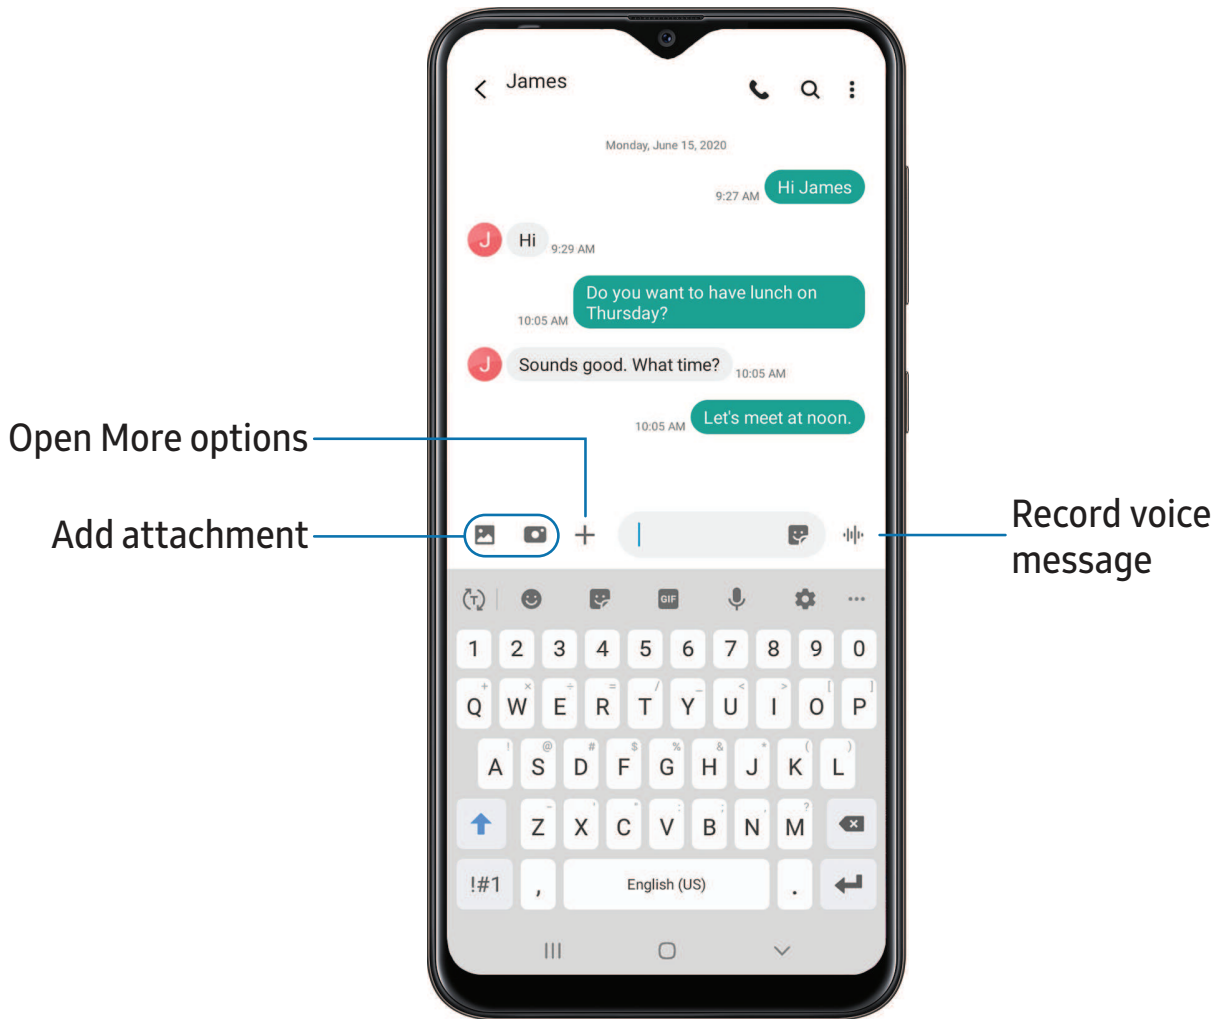 James
Monday, June 15, 2020
9:27 AM Hi James
J Hi 9:29 AM
Do you want to have lunch on
10:05 AM Thursday?
J Sounds good. What time? 10:05 AM
10:05 AM Let's meet at noon.
Open More options
Add attachment
Record voice
message
T GIF
1 2 3 4 5 6 7 8 9 0
+ × ÷ = / _ < > [ ]
Q W E R T Y U I O P
! @ # $ % & * ( )
A S D F G H J K L
- ' " : ; , ?
Z X C V B N M
!#1 , English (US) .